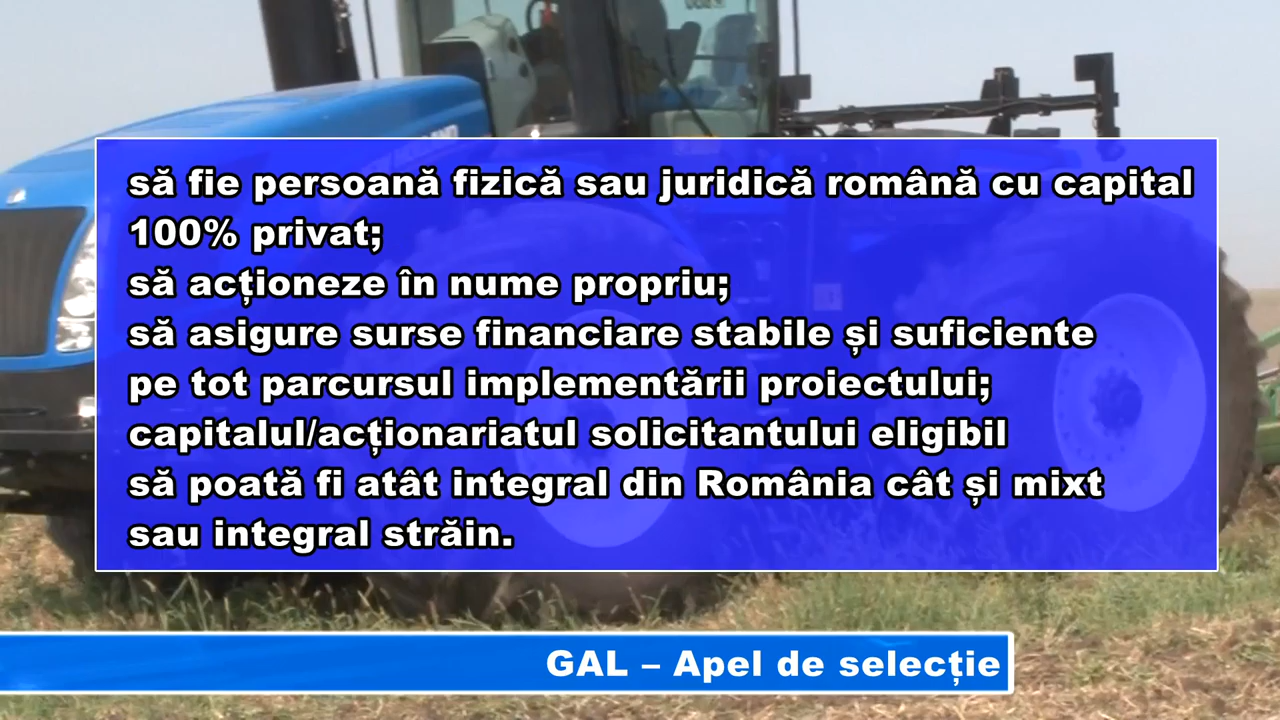 să fie persoană fizică sau juridică română cu capital
100% privat;
să acționeze în nume propriu;
să asigure surse financiare stabile și suficiente
pe tot parcursul implementării proiectului;
capitalul/acționariatul solicitantului eligibil
să poată fi atât integral din România cât și mixt
sau integral străin.
GAL – Apel de selecție